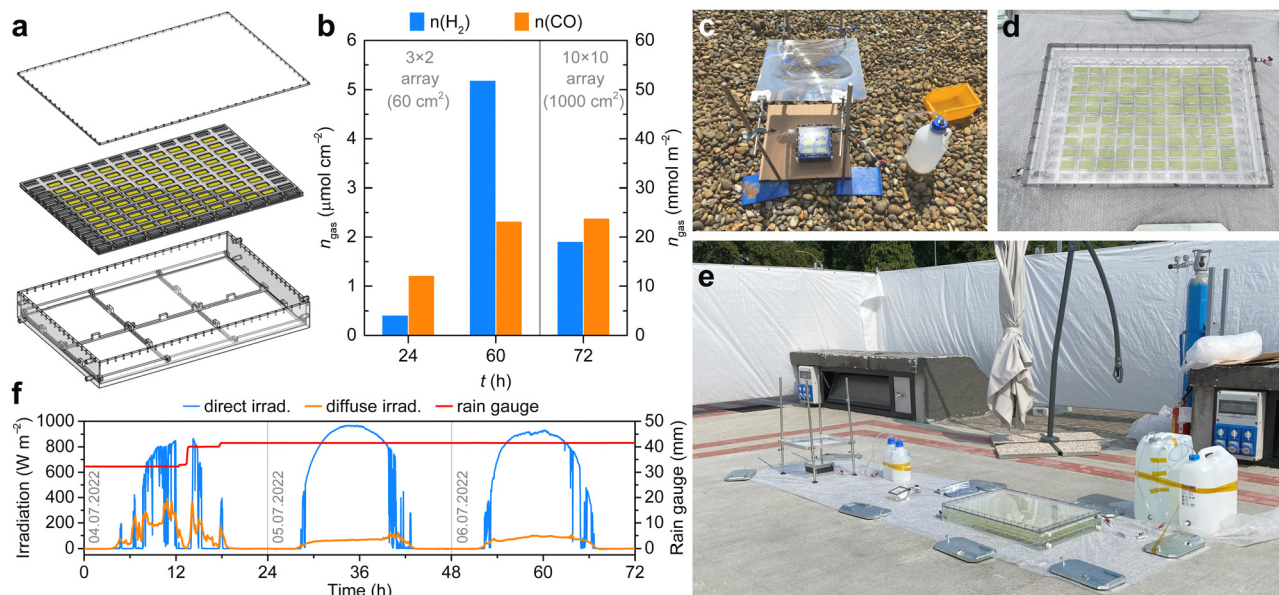 a
b
n(H₂) n(CO)
6 60
5 50
4 40
3 30
2 20
1 10
0 0
3×2
array
(60 cm²)
10×10
array
(1000 cm²)
n_gas (μmol cm⁻²)
n_gas (mmol m⁻²)
24 60 72
t (h)
c
d
e
f
direct irrad. diffuse irrad. rain gauge
1000 50
800 40
600 30
400 20
200 10
0 0
Irradiation (W m⁻²)
Rain gauge (mm)
04.07.2022
05.07.2022
06.07.2022
0 12 24 36 48 60 72
Time (h)